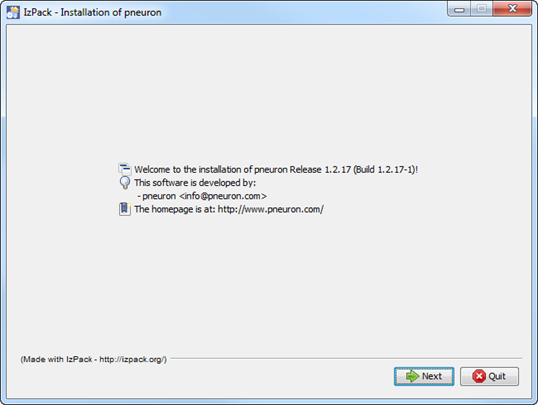 IzPack - Installation of pneuron
Welcome to the installation of pneuron Release 1.2.17 (Build 1.2.17-1)!
This software is developed by:
- pneuron <info@pneuron.com>
The homepage is at: http://www.pneuron.com/
(Made with IzPack - http://izpack.org/)
Next
Quit